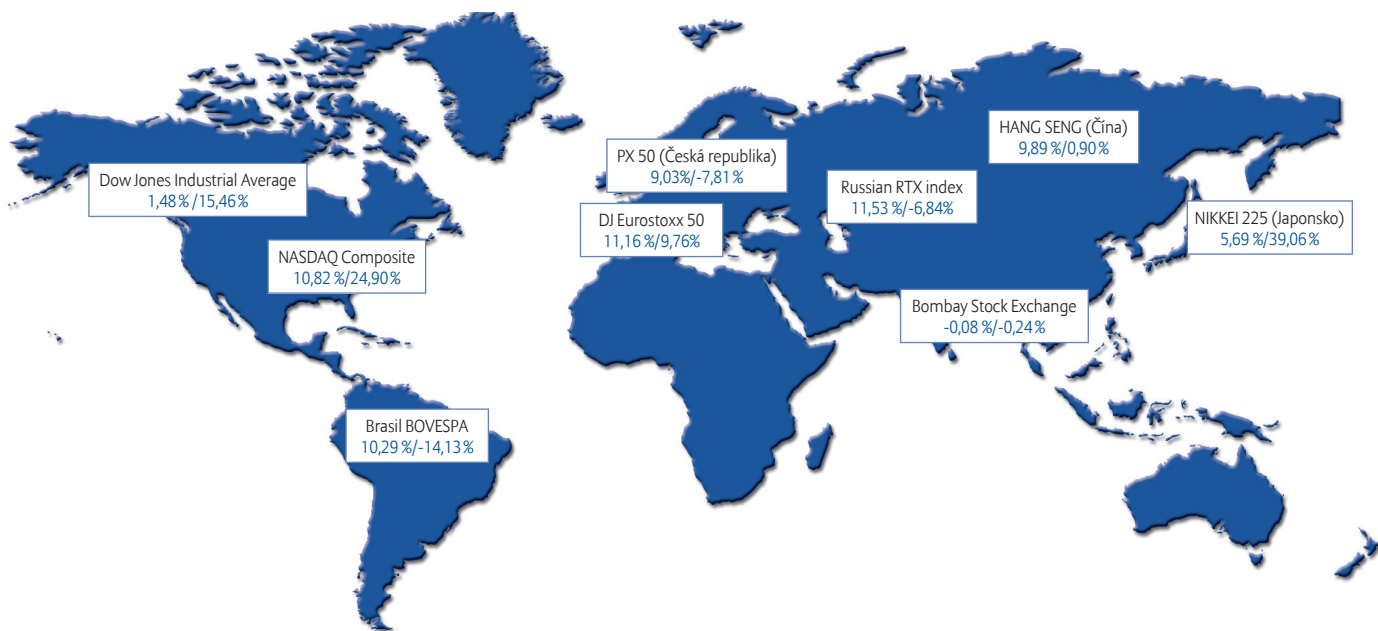 HANG SENG (Čína)
9,89 %/0,90 %
PX 50 (Česká republika)
9,03%/-7,81 %
Dow Jones Industrial Average
1,48 % /15,46 %
Russian RTX index
11,53 %/-6,84%
DJ Eurostoxx 50
11,16 %/9,76%
NIKKEI 225 (Japonsko)
5,69 %/39,06 %
NASDAQ Composite
10,82 %/24,90%
Bombay Stock Exchange
-0,08 %/-0,24 %
Brasil BOVESPA
10,29 %/-14,13 %